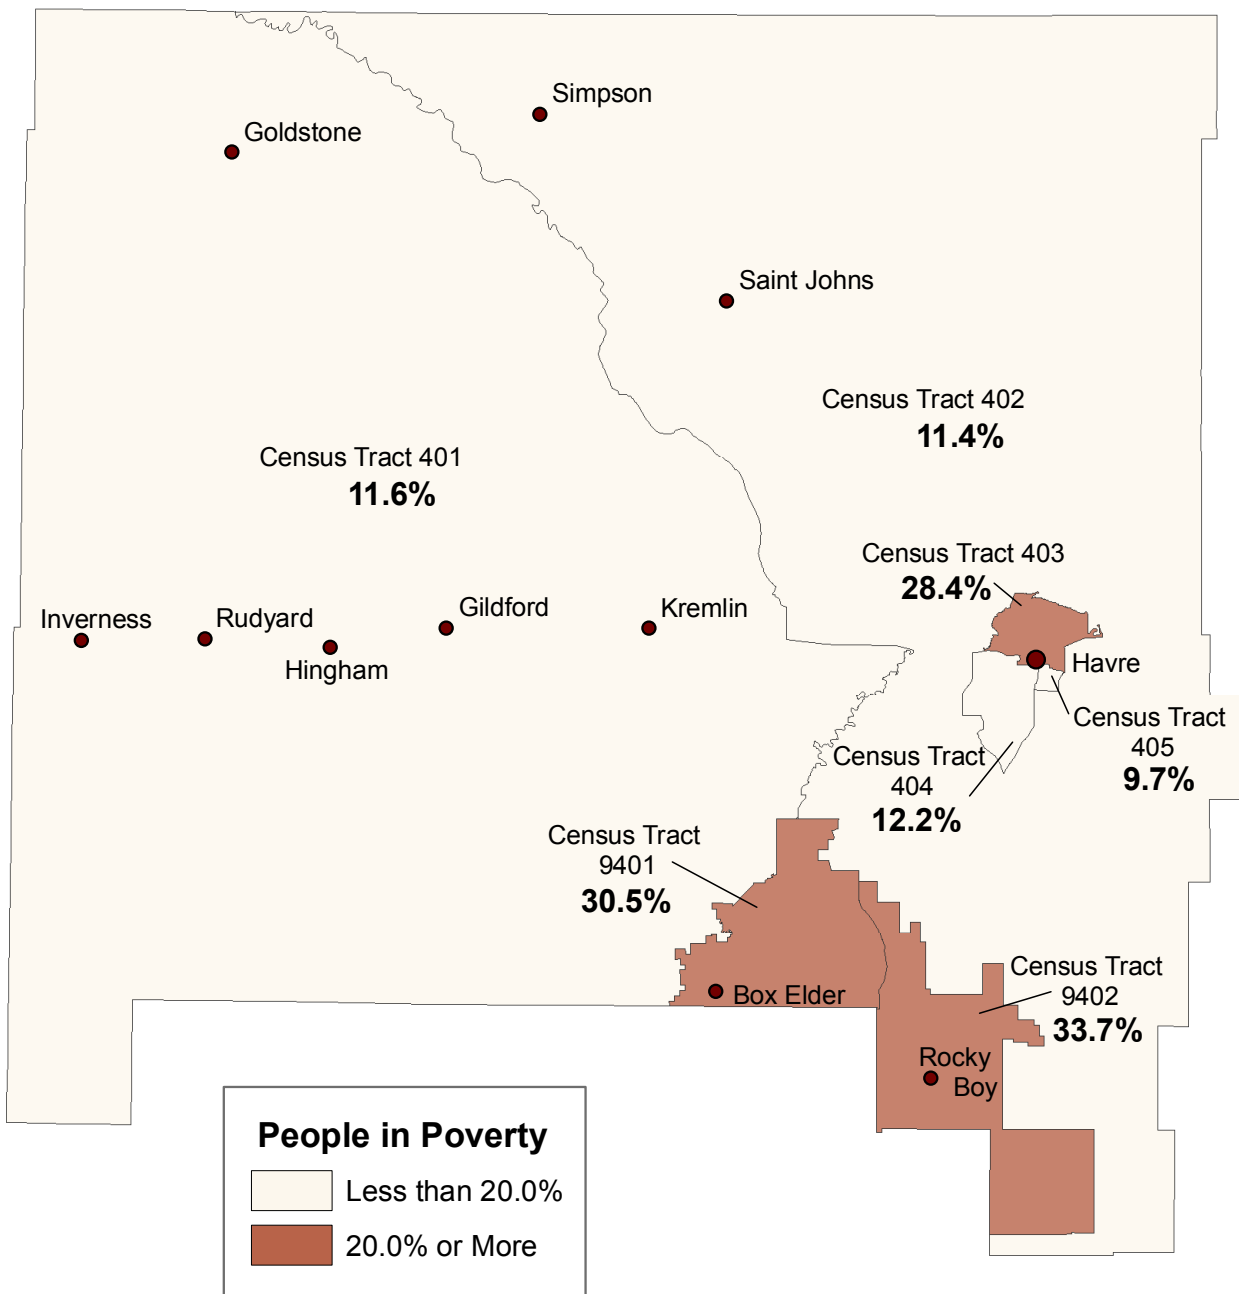 Simpson
Goldstone
Saint Johns
Census Tract 402
11.4%
Census Tract 401
11.6%
Census Tract 403
28.4%
Inverness
Rudyard
Hingham
Gildford
Kremlin
Havre
Census Tract
405
9.7%
Census Tract
404
12.2%
Census Tract
9401
30.5%
Box Elder
Census Tract
9402
33.7%
Rocky
Boy
People in Poverty
Less than 20.0%
20.0% or More